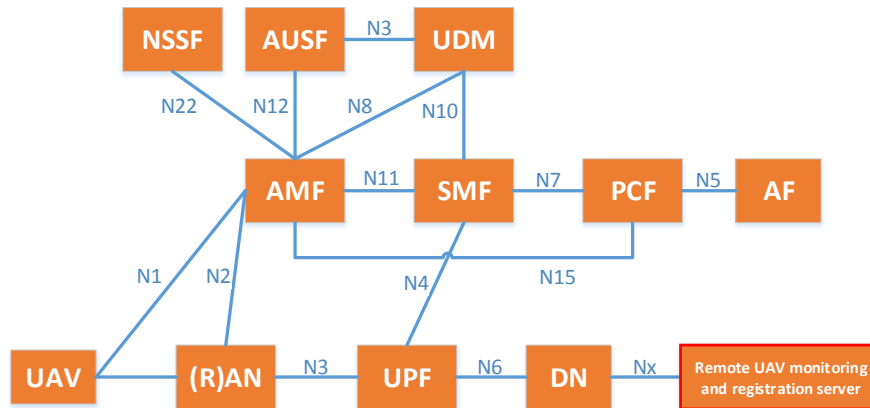 NSSF
AUSF
N3
UDM
N22
N12
N8
N10
AMF
N11
SMF
N7
PCF
N5
AF
N1
N2
N4
N15
UAV
(R)AN
N3
UPF
N6
DN
Nx
Remote UAV monitoring
and registration server